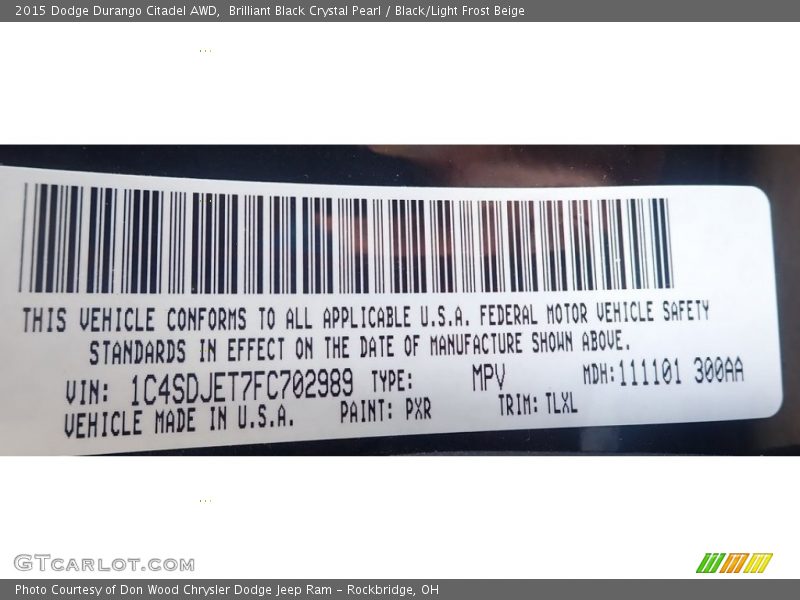 2015 Dodge Durango Citadel AWD,  Brilliant Black Crystal Pearl / Black/Light Frost Beige
THIS VEHICLE CONFORMS TO ALL APPLICABLE U.S.A. FEDERAL MOTOR VEHICLE SAFETY
STANDARDS IN EFFECT ON THE DATE OF MANUFACTURE SHOWN ABOVE.
VIN: 1C4SDJET7FC702989 TYPE: MPV MDH:111101 300AA
VEHICLE MADE IN U.S.A. PAINT: PXR TRIM: TLXL
GTCARLOT.COM
Photo Courtesy of Don Wood Chrysler Dodge Jeep Ram – Rockbridge, OH